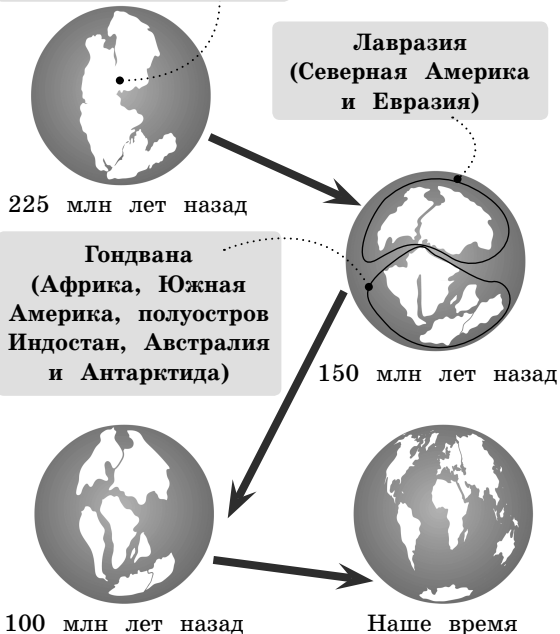 Лавразия
(Северная Америка
и Евразия)
225 млн лет назад
Гондвана
(Африка, Южная
Америка, полуостров
Индостан, Австралия
и Антарктида)
150 млн лет назад
100 млн лет назад
Наше время